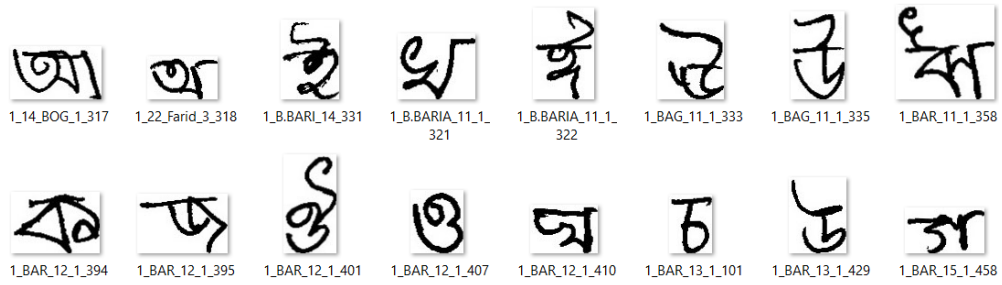 আ অ ই খ ঈ উ
1_14_BOG_1_317 1_22_Farid_3_318 1_B.BARI_14_331 1_B.BARIA_11_1_321 1_B.BARIA_11_1_322 1_BAG_11_1_333 1_BAG_11_1_335 1_BAR_11_1_358
ক জ ঔ ও চ উ গ
1_BAR_12_1_394 1_BAR_12_1_395 1_BAR_12_1_401 1_BAR_12_1_407 1_BAR_12_1_410 1_BAR_13_1_101 1_BAR_13_1_429 1_BAR_15_1_458